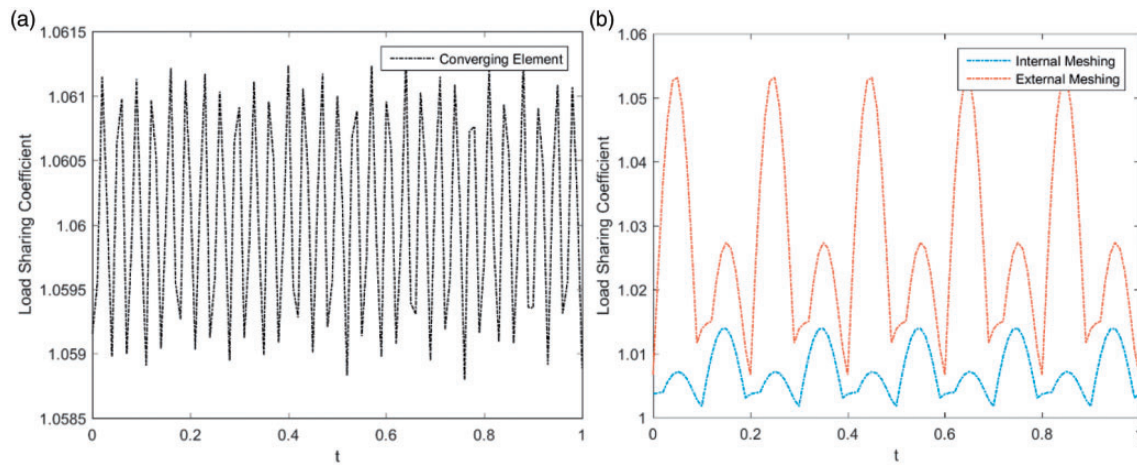 (a)
Load Sharing Coefficient
1.0615
1.061
1.0605
1.06
1.0595
1.059
1.0585
Converging Element
0 0.2 0.4 0.6 0.8 1
t
(b)
Load Sharing Coefficient
1.06
1.05
1.04
1.03
1.02
1.01
1
Internal Meshing
External Meshing
0 0.2 0.4 0.6 0.8 1
t